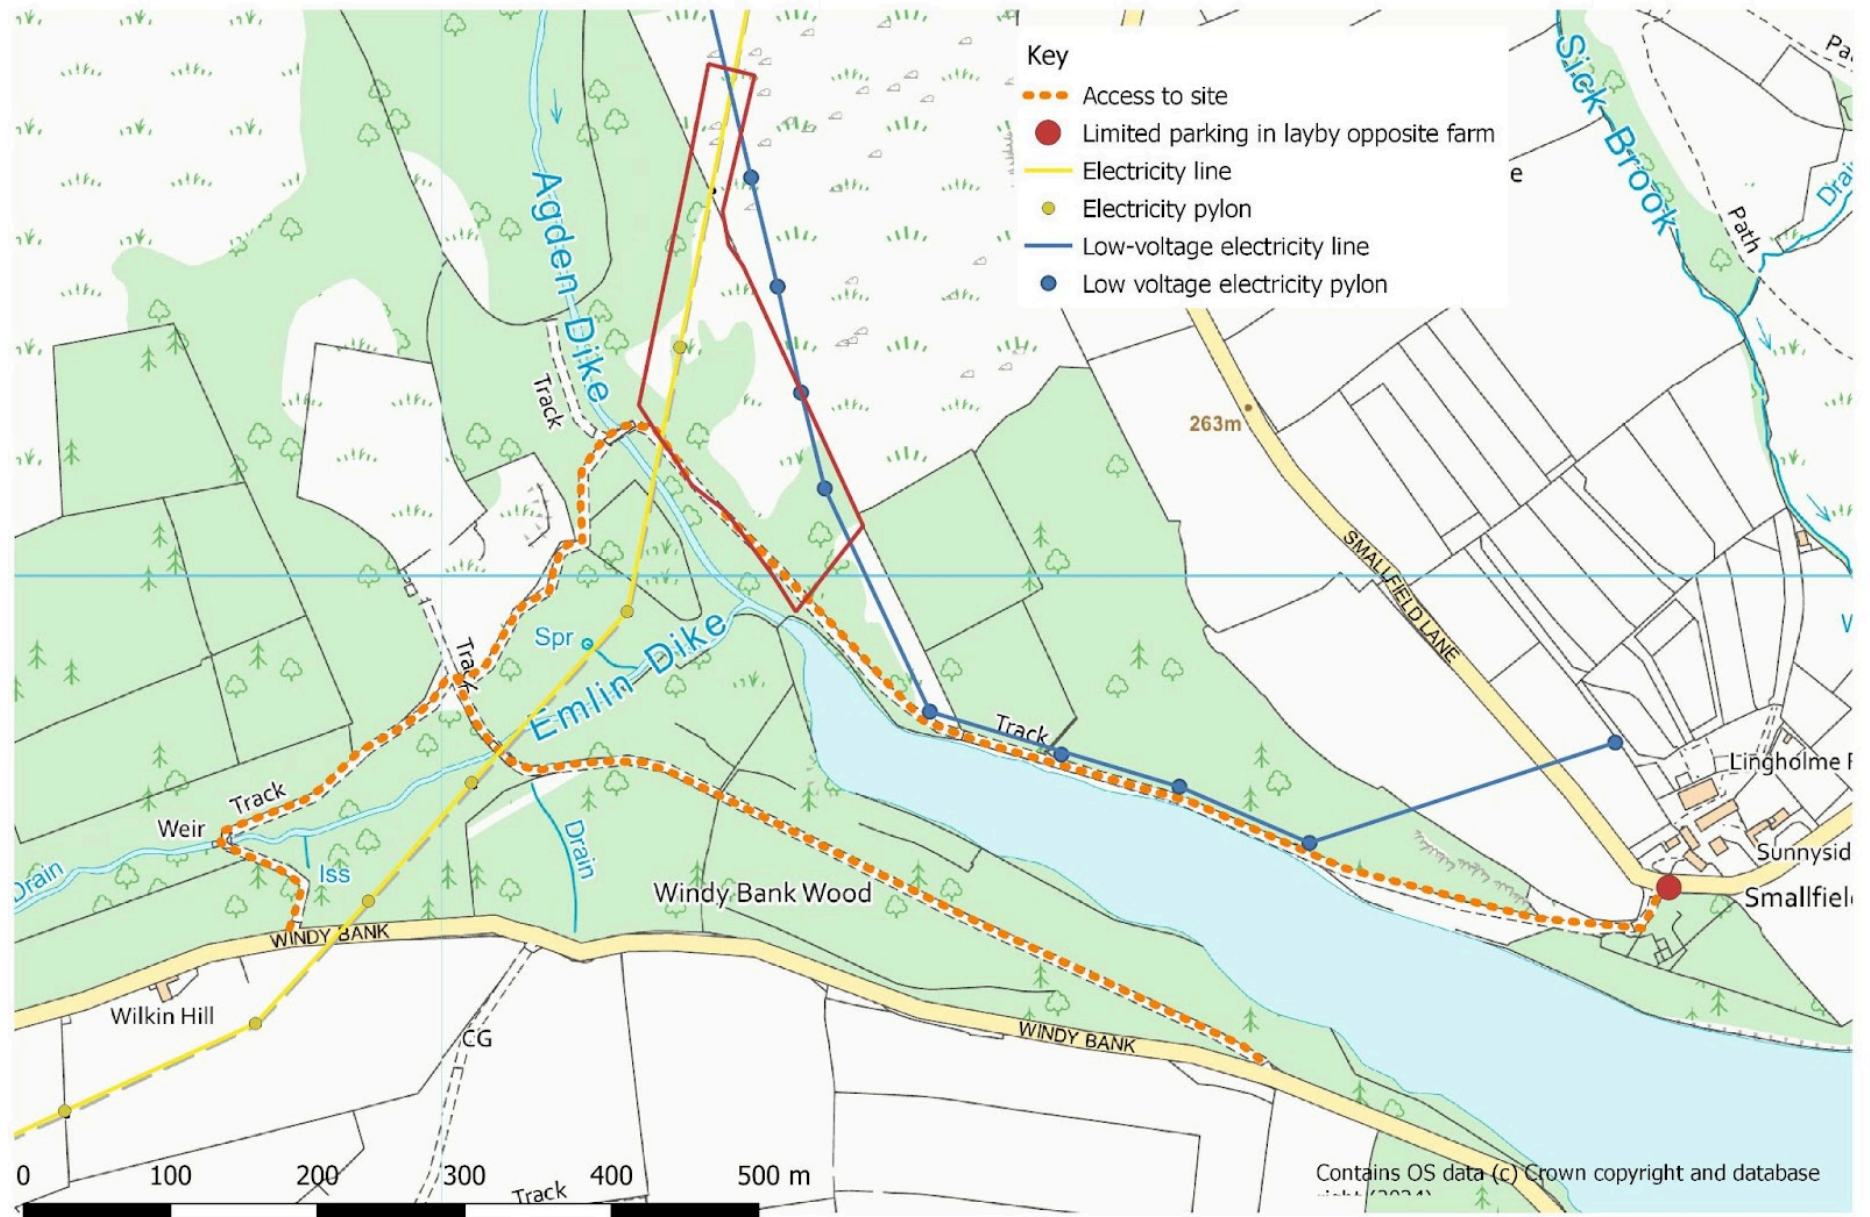 Key
Access to site
Limited parking in layby opposite farm
Electricity line
Electricity pylon
Low-voltage electricity line
Low voltage electricity pylon
Sick Brook
Path
Agden Dike
Track
263m
SMALLFIELD LANE
Spr
Emlin Dike
Track
Track
Track
Weir
Drain
Iss
Drain
Windy Bank Wood
WINDY BANK
Wilkin Hill
CG
WINDY BANK
Track
Lingholme F
Sunnysid
Smallfiel
0 100 200 300 400 500 m
Contains OS data (c) Crown copyright and database